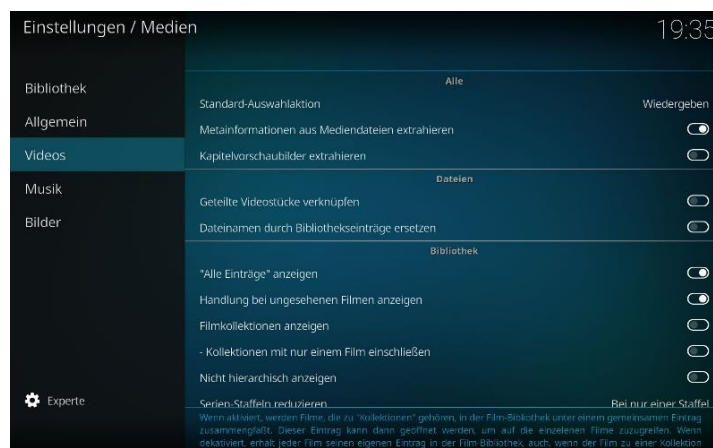 Einstellungen / Medien
19:35
Bibliothek
Allgemein
Videos
Musik
Bilder
Experte
Alle
Standard-Auswahlaktion Wiedergeben
Metainformationen aus Mediendateien extrahieren
Kapitelvorschaubilder extrahieren
Dateien
Geteilte Videostücke verknüpfen
Dateinamen durch Bibliothekseinträge ersetzen
Bibliothek
"Alle Einträge" anzeigen
Handlung bei ungesehenen Filmen anzeigen
Filmkollektionen anzeigen
- Kollektionen mit nur einem Film einschließen
Nicht hierarchisch anzeigen
Serien-Staffeln reduzieren Bei nur einer Staffel
Wenn aktiviert, werden Filme, die zu "Kollektionen" gehören, in der Film-Bibliothek unter einem gemeinsamen Eintrag
zusammengefaßt. Dieser Eintrag kann dann geöffnet werden, um auf die einzelenen Filme zuzugreifen. Wenn
dekativiert, erhält jeder Film seinen eigenen Eintrag in der Film-Bibliothek, auch, wenn der Film zu einer Kollektion